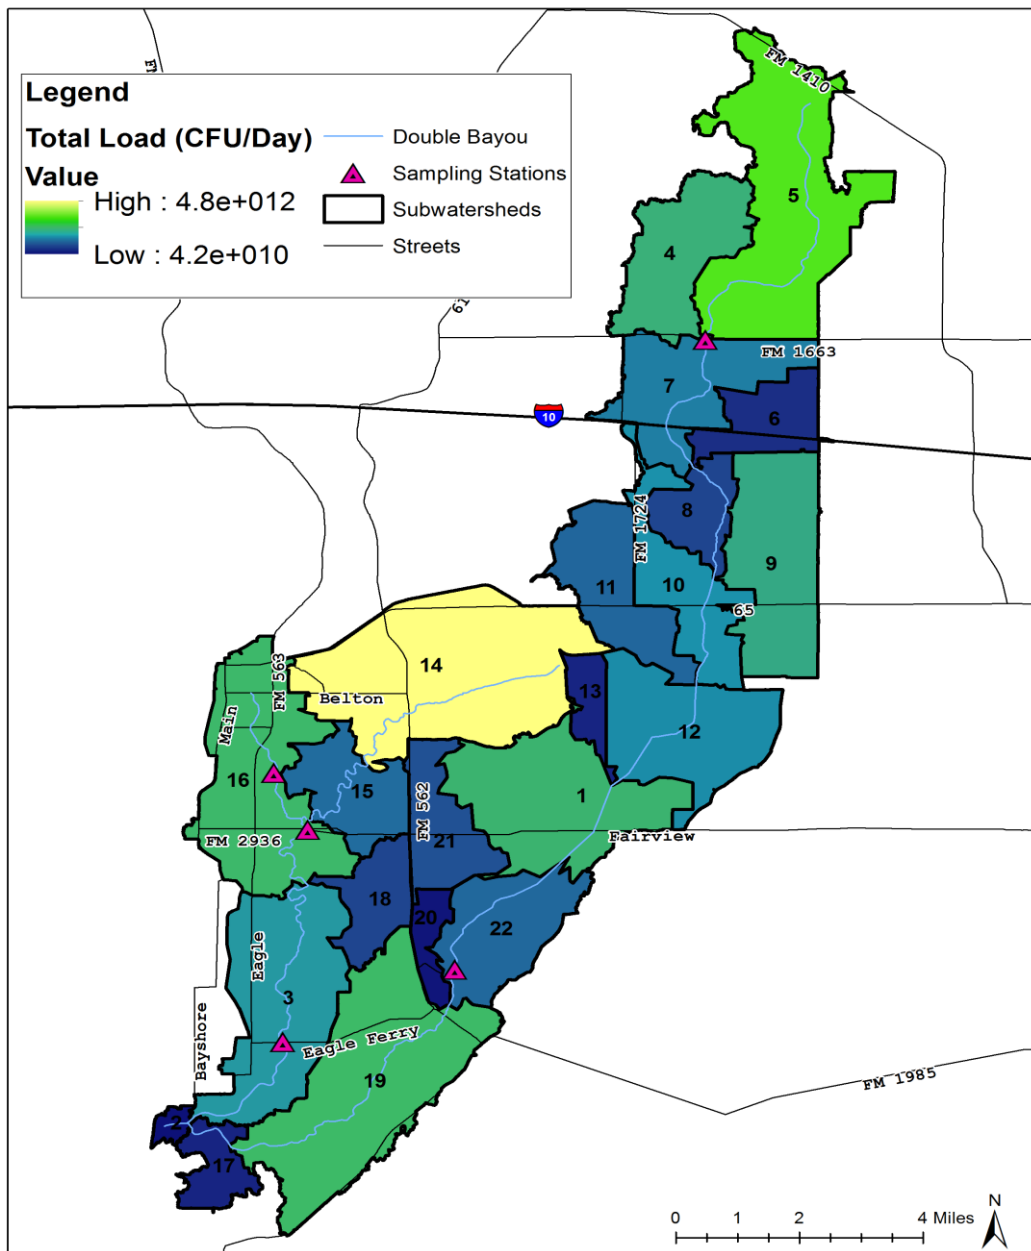 FM 1410
Legend
Total Load (CFU/Day)
Value
High : 4.8e+012
Low : 4.2e+010
Double Bayou
Sampling Stations
Subwatersheds
Streets
5
4
61
FM 1663
7
10
6
8
FM 1724
9
11
10
65
14
FM 563
Belton
13
Main
12
16
15
1
FM 562
FM 2936
21
Fairview
18
20
22
Eagle
3
Bayshore
Eagle Ferry
19
FM 1985
2
17
N
0 1 2 4 Miles